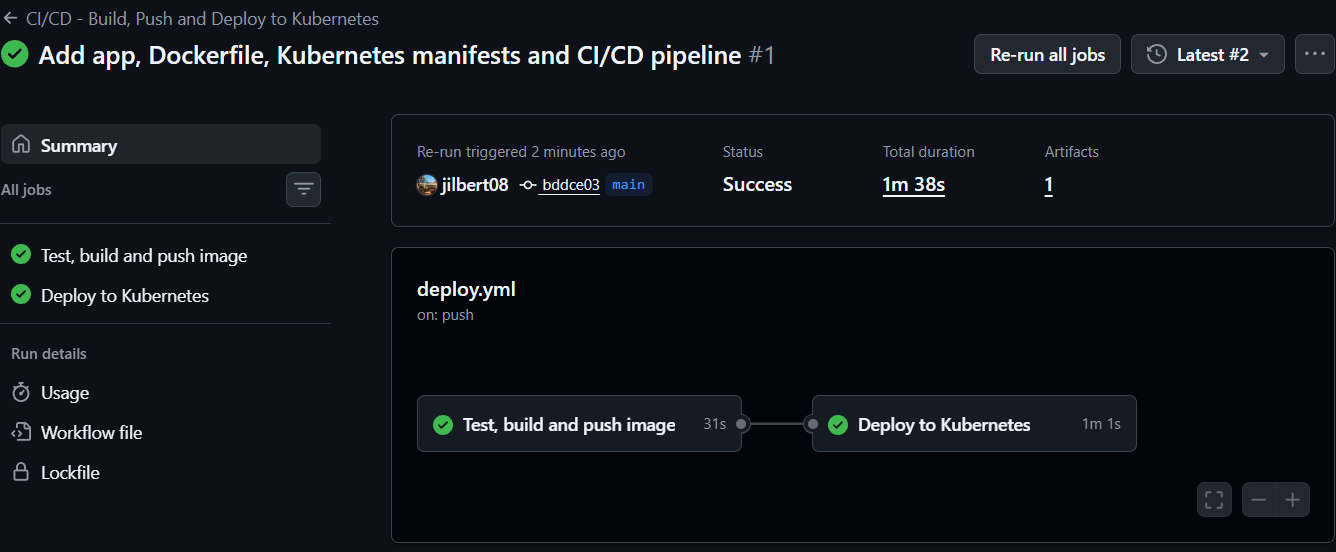 CI/CD - Build, Push and Deploy to Kubernetes
Add app, Dockerfile, Kubernetes manifests and CI/CD pipeline #1
Re-run all jobs
Latest #2
Summary
All jobs
Test, build and push image
Deploy to Kubernetes
Run details
Usage
Workflow file
Lockfile
Re-run triggered 2 minutes ago
jilbert08 bddce03 main
Status
Success
Total duration
1m 38s
Artifacts
1
deploy.yml
on: push
Test, build and push image 31s
Deploy to Kubernetes 1m 1s